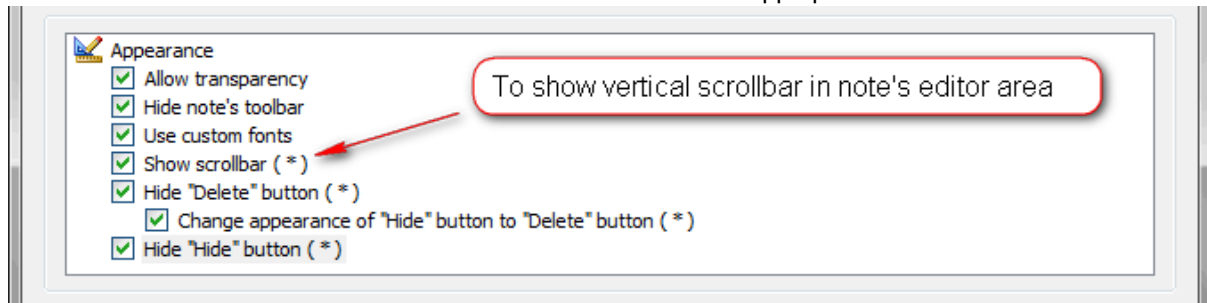 Appearance
Allow transparency
Hide note's toolbar
Use custom fonts
Show scrollbar ( * )
To show vertical scrollbar in note's editor area
Hide "Delete" button ( * )
Change appearance of "Hide" button to "Delete" button ( * )
Hide "Hide" button ( * )